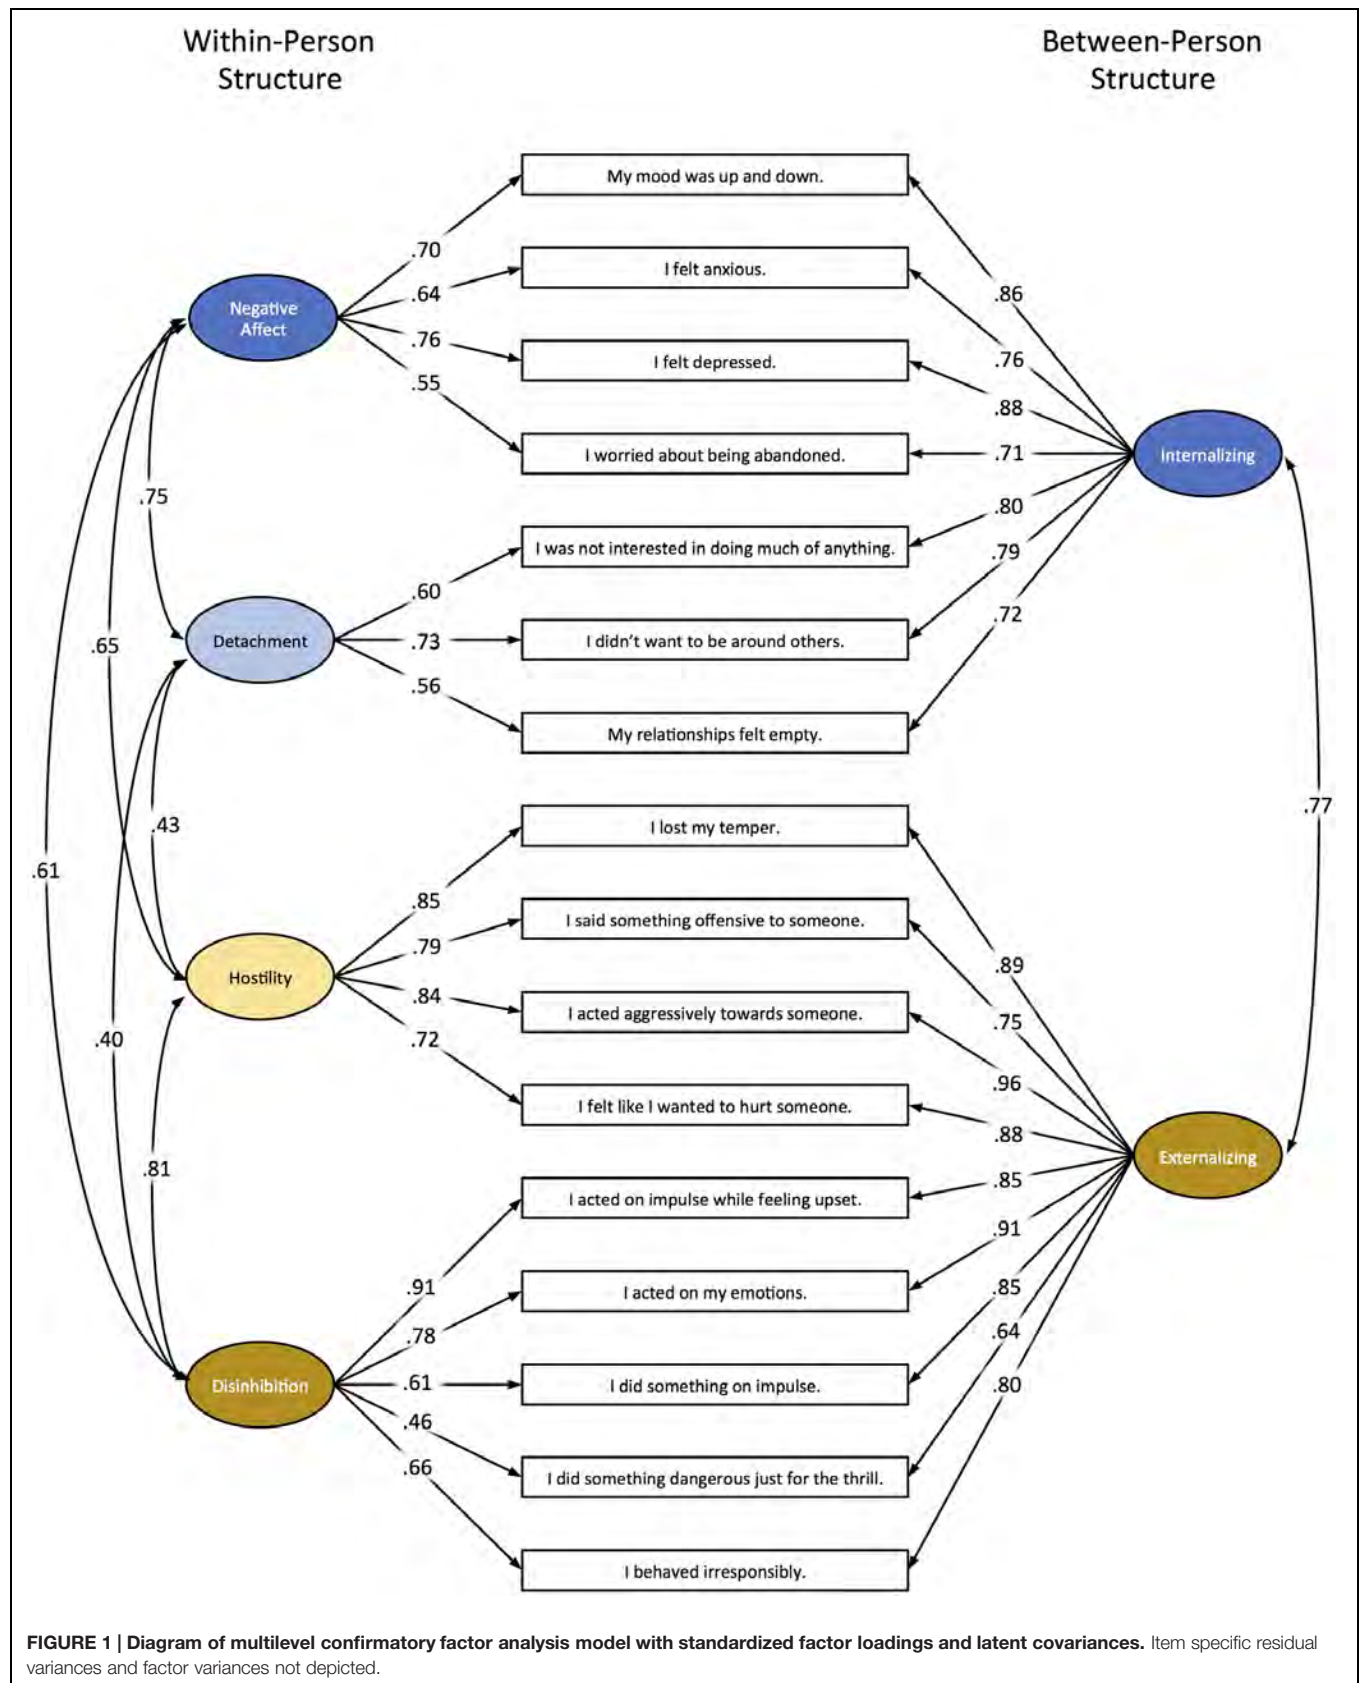 Within-Person
Structure
Between-Person
Structure
My mood was up and down.
.70
I felt anxious.
.86
.64
Negative
Affect
.76
I felt depressed.
.76
.55
.88
I worried about being abandoned.
.71
Internalizing
.75
.80
I was not interested in doing much of anything.
.79
.60
.72
.65
Detachment
.73
I didn't want to be around others.
.56
My relationships felt empty.
.77
.43
I lost my temper.
.61
.85
I said something offensive to someone.
.79
.89
Hostility
.84
I acted aggressively towards someone.
.75
.40
.72
.96
I felt like I wanted to hurt someone.
.88
Externalizing
.81
.85
I acted on impulse while feeling upset.
.91
.91
I acted on my emotions.
.85
.78
.64
Disinhibition
.61
I did something on impulse.
.80
.46
.66
I did something dangerous just for the thrill.
I behaved irresponsibly.
FIGURE 1 | Diagram of multilevel confirmatory factor analysis model with standardized factor loadings and latent covariances. Item specific residual
variances and factor variances not depicted.